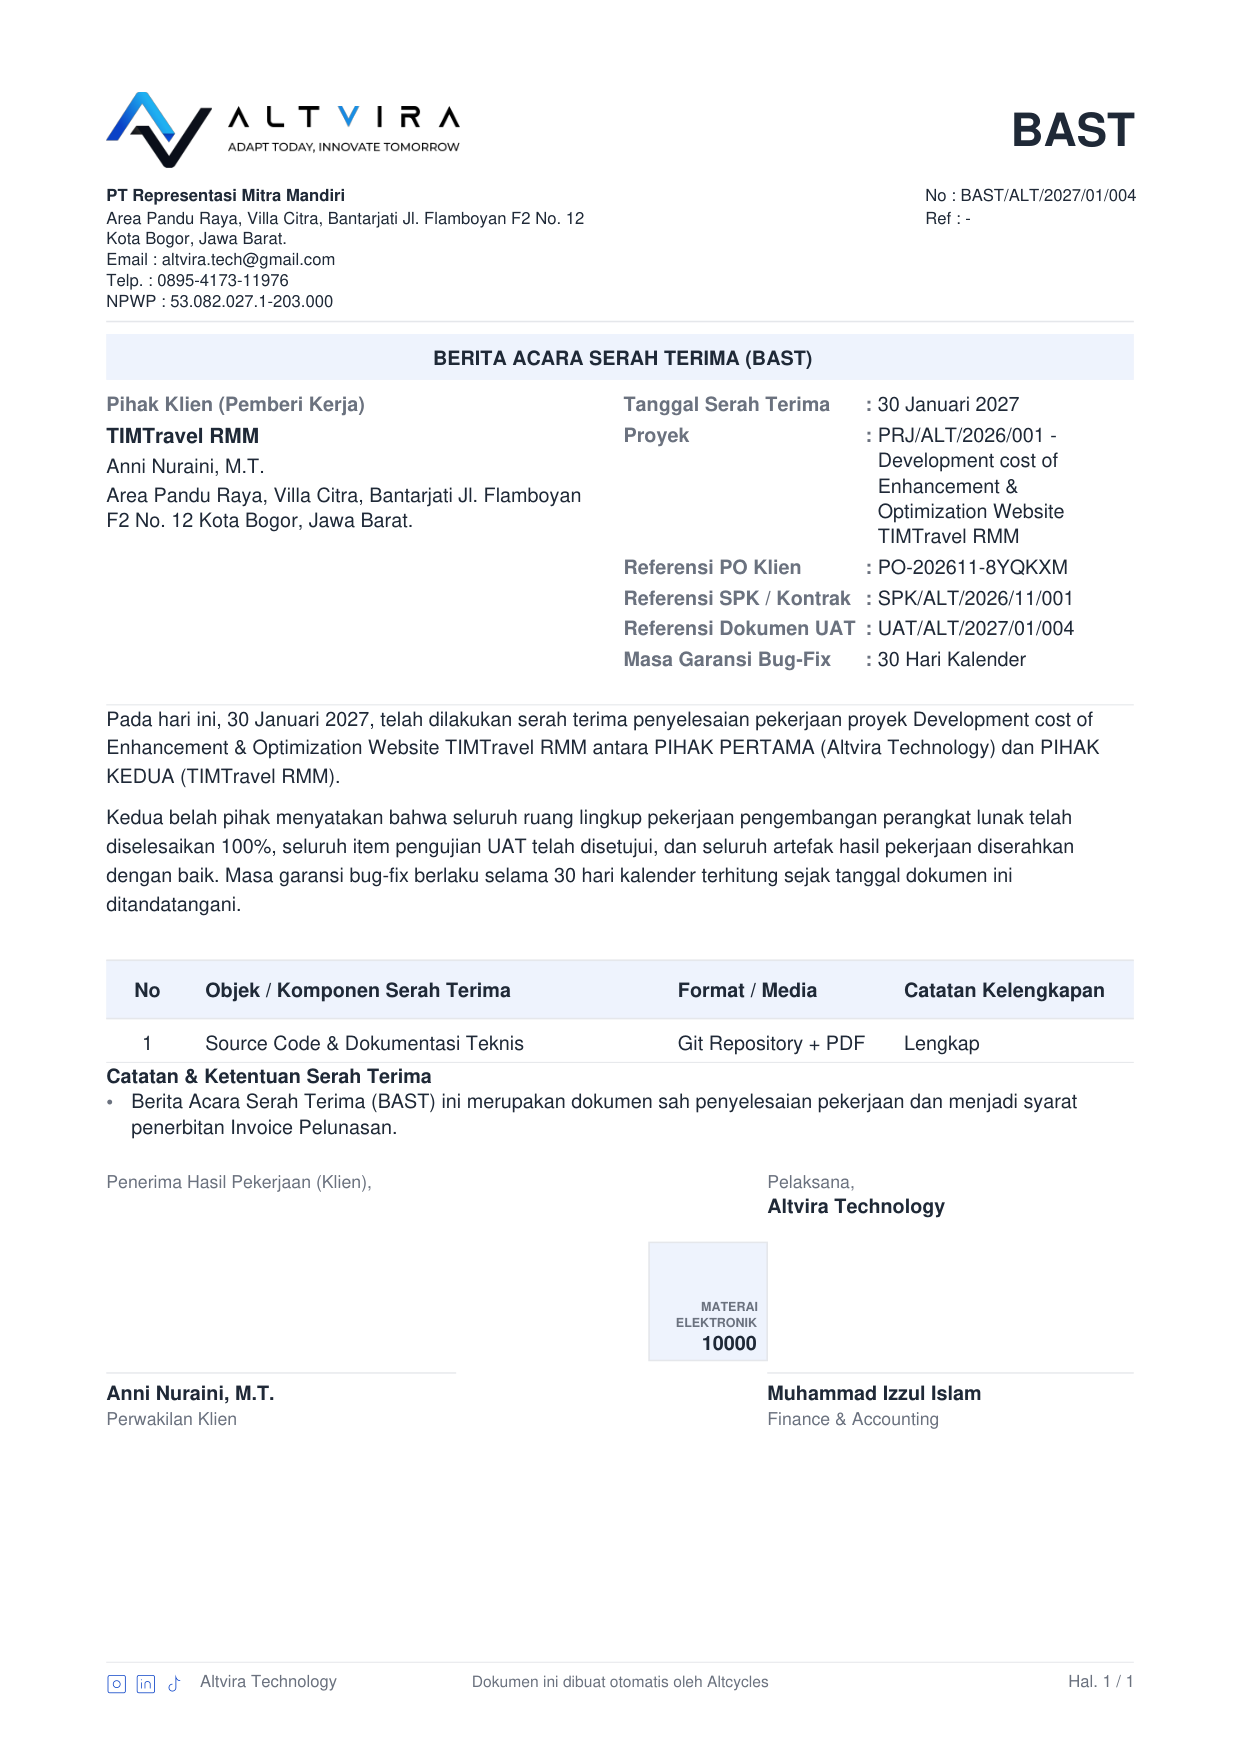 ALTVIRA
ADAPT TODAY, INNOVATE TOMORROW
BAST
PT Representasi Mitra Mandiri
Area Pandu Raya, Villa Citra, Bantarjati Jl. Flamboyan F2 No. 12
Kota Bogor, Jawa Barat.
Email : altvira.tech@gmail.com
Telp. : 0895-4173-11976
NPWP : 53.082.027.1-203.000
No : BAST/ALT/2027/01/004
Ref : -
BERITA ACARA SERAH TERIMA (BAST)
Pihak Klien (Pemberi Kerja)
TIMTravel RMM
Anni Nuraini, M.T.
Area Pandu Raya, Villa Citra, Bantarjati Jl. Flamboyan
F2 No. 12 Kota Bogor, Jawa Barat.
Tanggal Serah Terima : 30 Januari 2027
Proyek : PRJ/ALT/2026/001 -
Development cost of
Enhancement &
Optimization Website
TIMTravel RMM
Referensi PO Klien : PO-202611-8YQKXM
Referensi SPK / Kontrak : SPK/ALT/2026/11/001
Referensi Dokumen UAT : UAT/ALT/2027/01/004
Masa Garansi Bug-Fix : 30 Hari Kalender
Pada hari ini, 30 Januari 2027, telah dilakukan serah terima penyelesaian pekerjaan proyek Development cost of
Enhancement & Optimization Website TIMTravel RMM antara PIHAK PERTAMA (Altvira Technology) dan PIHAK
KEDUA (TIMTravel RMM).
Kedua belah pihak menyatakan bahwa seluruh ruang lingkup pekerjaan pengembangan perangkat lunak telah
diselesaikan 100%, seluruh item pengujian UAT telah disetujui, dan seluruh artefak hasil pekerjaan diserahkan
dengan baik. Masa garansi bug-fix berlaku selama 30 hari kalender terhitung sejak tanggal dokumen ini
ditandatangani.
No Objek / Komponen Serah Terima Format / Media Catatan Kelengkapan
1 Source Code & Dokumentasi Teknis Git Repository + PDF Lengkap
Catatan & Ketentuan Serah Terima
• Berita Acara Serah Terima (BAST) ini merupakan dokumen sah penyelesaian pekerjaan dan menjadi syarat
penerbitan Invoice Pelunasan.
Penerima Hasil Pekerjaan (Klien),
Pelaksana,
Altvira Technology
MATERAI
ELEKTRONIK
10000
Anni Nuraini, M.T.
Perwakilan Klien
Muhammad Izzul Islam
Finance & Accounting
Altvira Technology
Dokumen ini dibuat otomatis oleh Altcycles
Hal. 1 / 1